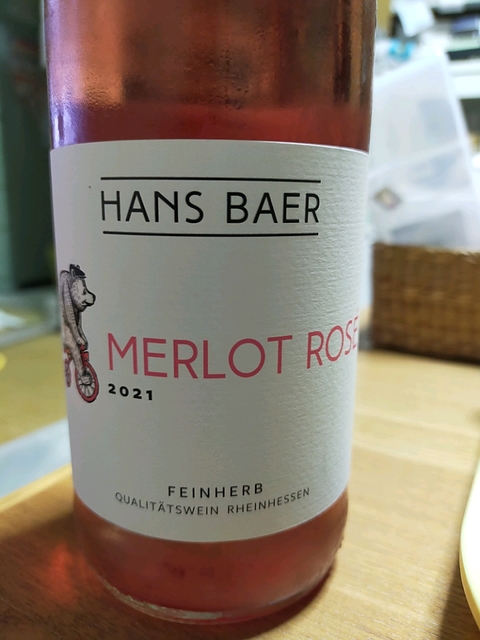 HANS BAER
MERLOT ROSE
2021
FEINHERB
QUALITÄTSWEIN RHEINHESSEN